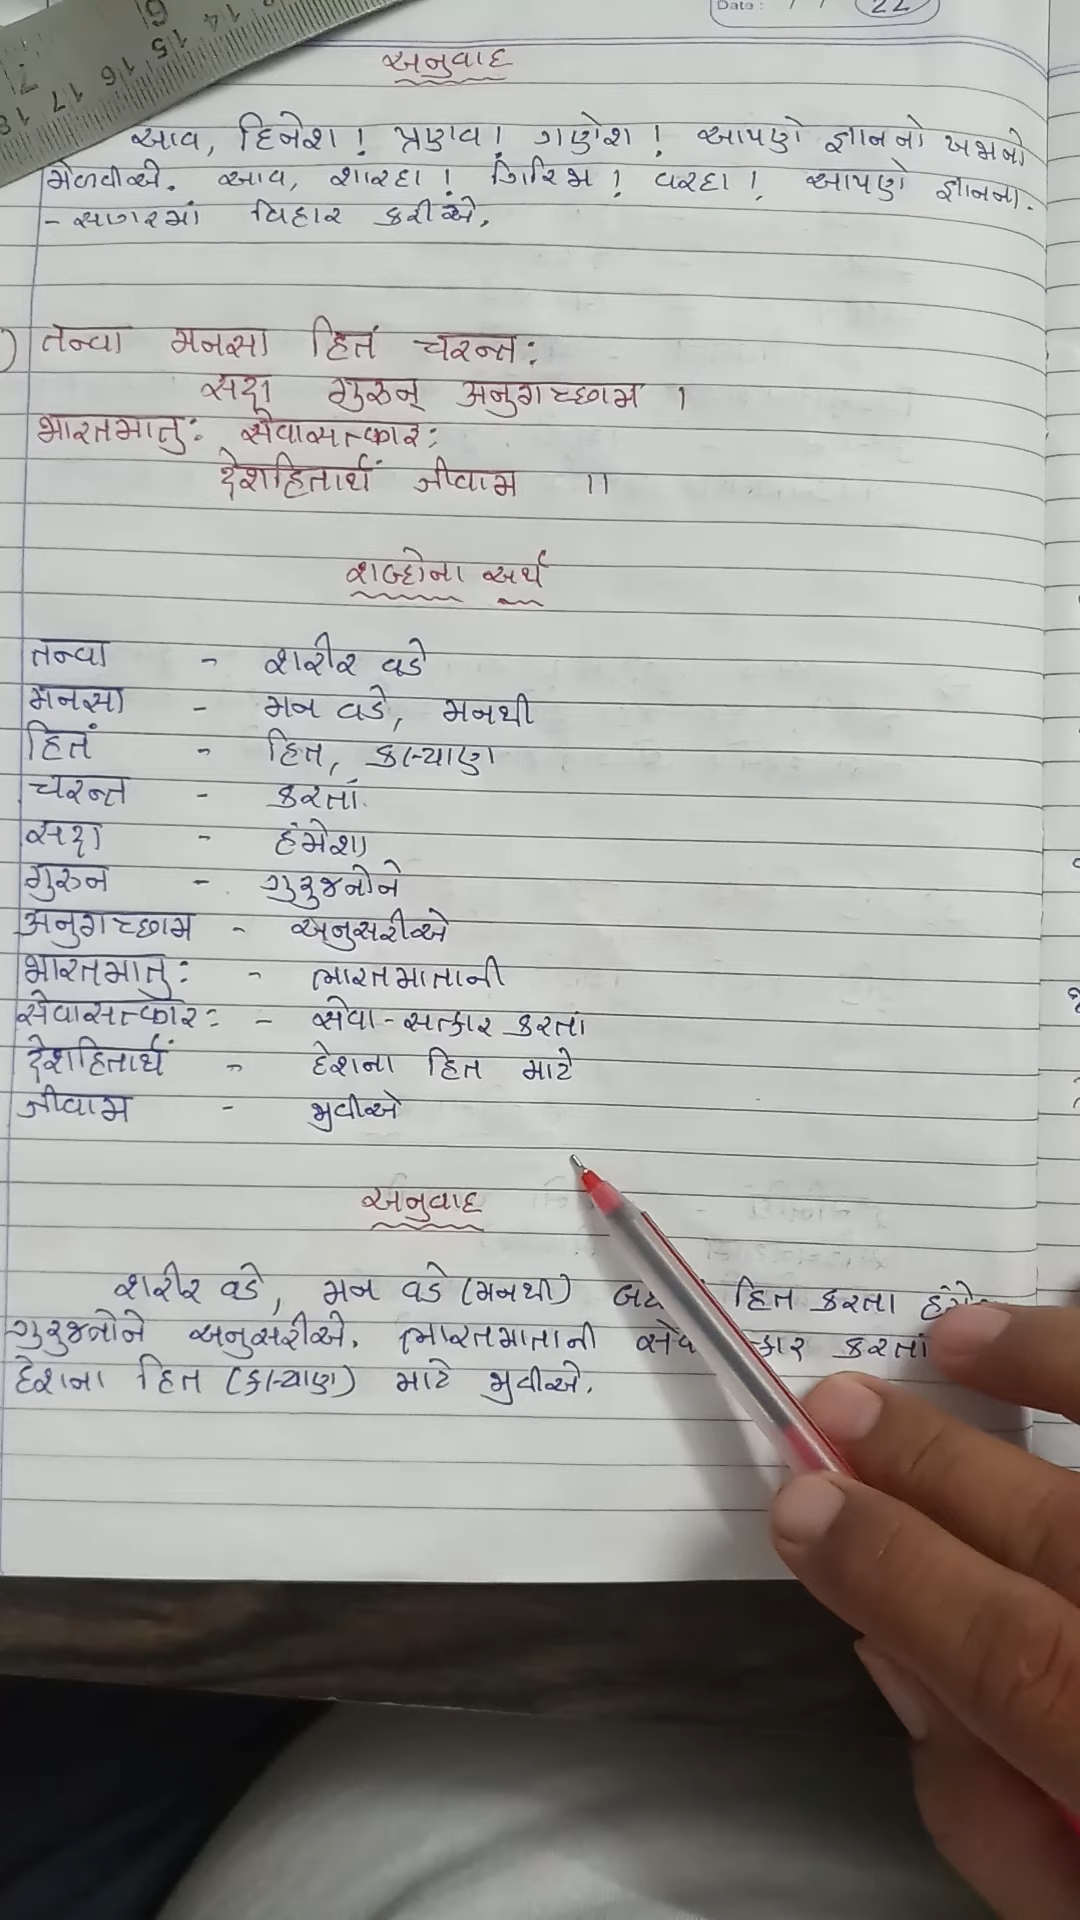 Date : / / 22
અનુવાદ
આવ, દિનેશ! પ્રણવ! ગણેશ! આપણે જ્ઞાનનો ખજાનો
મેળવીએ. આવ, શારદા! ગિરિજા! વરદા! આપણે જ્ઞાનના
- સાગરમાં વિહાર કરીએ.
तन्वा मनसा हितं चरन्त:
सदा गुरुन् अनुगच्छाम ।
भारतमातु: सेवासत्कार:
देशहितार्थं जीवाम ॥
શબ્દોના અર્થ
तन्वा - શરીર વડે
मनसा - મન વડે, મનથી
हितं - હિત, કલ્યાણ
चरन्त - કરતાં.
सदा - હંમેશા
गुरुन - ગુરુજનોને
अनुगच्छाम - અનુસરીએ
भारतमातु: - ભારતમાતાની
सेवासत्कार: - સેવા-સત્કાર કરતાં
देशहितार्थं - દેશના હિત માટે
जीवाम - જીવીએ
અનુવાદ
શરીર વડે, મન વડે (મનથી) હિત કરતા
ગુરુજનોને અનુસરીએ. ભારતમાતાની કરતાં
દેશના હિત (કલ્યાણ) માટે જીવીએ.